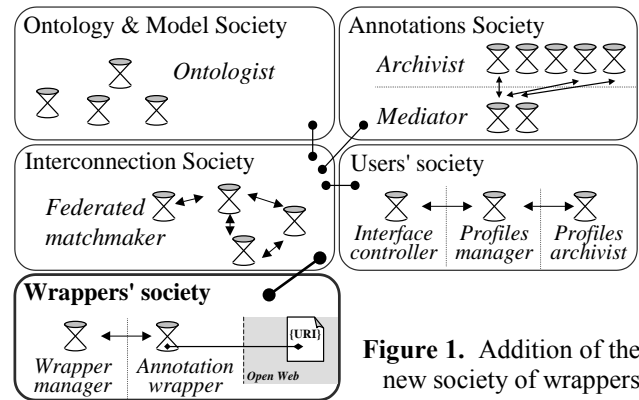 Ontology & Model Society
Ontologist
Annotations Society
Archivist
Mediator
Interconnection Society
Federated
matchmaker
Users' society
Interface
controller
Profiles
manager
Profiles
archivist
Wrappers' society
Wrapper
manager
Annotation
wrapper
{URI}
Open Web
Figure 1. Addition of the
new society of wrappers